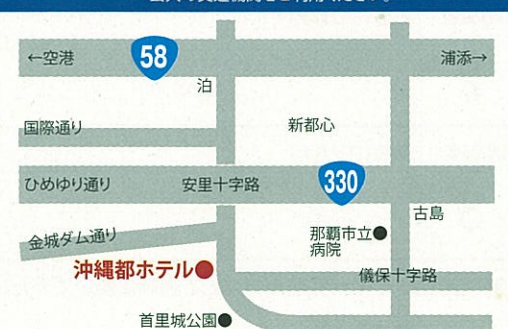 ←空港
58
浦添→
泊
国際通り
新都心
ひめゆり通り
安里十字路
330
古島
金城ダム通り
那覇市立
病院
沖縄都ホテル
儀保十字路
首里城公園